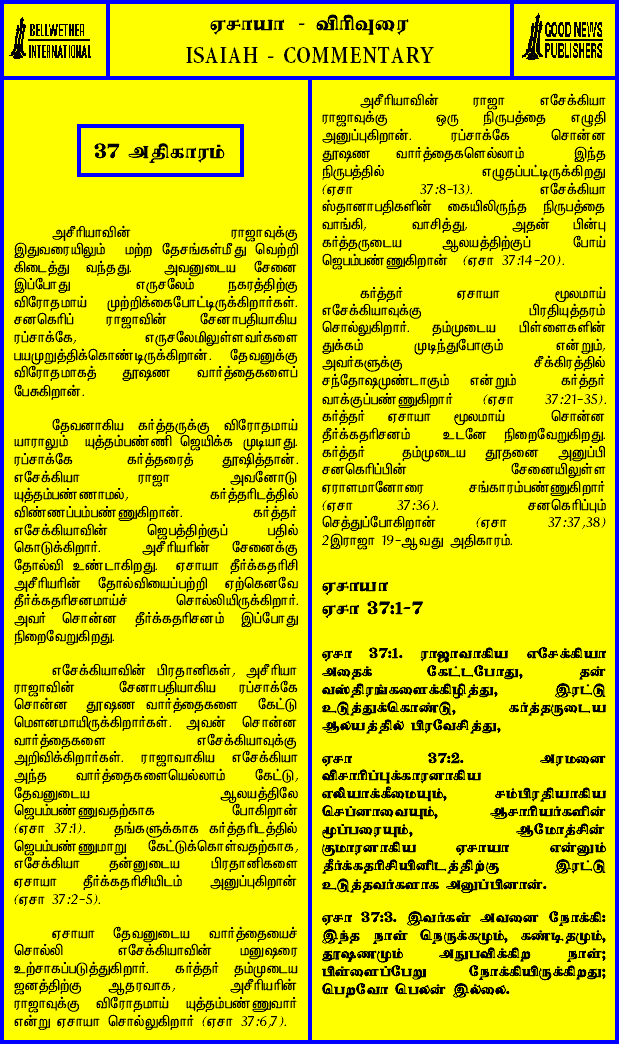 BELLWETHER
INTERNATIONAL
ஏசாயா - விரிவுரை
ISAIAH - COMMENTARY
GOOD NEWS
PUBLISHERS
37 அதிகாரம்
அசீரியாவின் ராஜாவுக்கு
இதுவரையிலும் மற்ற தேசங்கள்மீது வெற்றி
கிடைத்து வந்தது. அவனுடைய சேனை
இப்போது எருசலேம் நகரத்திற்கு
விரோதமாய் முற்றிக்கைபோட்டிருக்கிறார்கள்.
சனகெரிப் ராஜாவின் சேனாபதியாகிய
ரப்சாக்கே, எருசலேமிலுள்ளவர்களை
பயமுறுத்திக்கொண்டிருக்கிறான். தேவனுக்கு
விரோதமாகத் தூஷண வார்த்தைகளைப்
பேசுகிறான்.
தேவனாகிய கர்த்தருக்கு விரோதமாய்
யாராலும் யுத்தம்பண்ணி ஜெயிக்க முடியாது.
ரப்சாக்கே கர்த்தரைத் தூஷித்தான்.
எசேக்கியா ராஜா அவனோடு
யுத்தம்பண்ணாமல், கர்த்தரிடத்தில்
விண்ணப்பம்பண்ணுகிறான். கர்த்தர்
எசேக்கியாவின் ஜெபத்திற்குப் பதில்
கொடுக்கிறார். அசீரியரின் சேனைக்கு
தோல்வி உண்டாகிறது. ஏசாயா தீர்க்கதரிசி
அசீரியரின் தோல்வியைப்பற்றி ஏற்கெனவே
தீர்க்கதரிசனமாய்ச் சொல்லியிருக்கிறார்.
அவர் சொன்ன தீர்க்கதரிசனம் இப்போது
நிறைவேறுகிறது.
எசேக்கியாவின் பிரதானிகள், அசீரியா
ராஜாவின் சேனாபதியாகிய ரப்சாக்கே
சொன்ன தூஷண வார்த்தைகளை கேட்டு
மௌனமாயிருக்கிறார்கள். அவன் சொன்ன
வார்த்தைகளை எசேக்கியாவுக்கு
அறிவிக்கிறார்கள். ராஜாவாகிய எசேக்கியா
அந்த வார்த்தைகளையெல்லாம் கேட்டு,
தேவனுடைய ஆலயத்திலே
ஜெபம்பண்ணுவதற்காக போகிறான்
(ஏசா 37:1). தங்களுக்காக கர்த்தரிடத்தில்
ஜெபம்பண்ணுமாறு கேட்டுக்கொள்வதற்காக,
எசேக்கியா தன்னுடைய பிரதானிகளை
ஏசாயா தீர்க்கதரிசியிடம் அனுப்புகிறான்
(ஏசா 37:2-5).
ஏசாயா தேவனுடைய வார்த்தையைச்
சொல்லி எசேக்கியாவின் மனுஷரை
உற்சாகப்படுத்துகிறார். கர்த்தர் தம்முடைய
ஜனத்திற்கு ஆதரவாக, அசீரியரின்
ராஜாவுக்கு விரோதமாய் யுத்தம்பண்ணுவார்
என்று ஏசாயா சொல்லுகிறார் (ஏசா 37:6,7).
அசீரியாவின் ராஜா எசேக்கியா
ராஜாவுக்கு ஒரு நிருபத்தை எழுதி
அனுப்புகிறான். ரப்சாக்கே சொன்ன
தூஷண வார்த்தைகளெல்லாம் இந்த
நிருபத்தில் எழுதப்பட்டிருக்கிறது
(ஏசா 37:8-13). எசேக்கியா
ஸ்தானாபதிகளின் கையிலிருந்த நிருபத்தை
வாங்கி, வாசித்து, அதன் பின்பு
கர்த்தருடைய ஆலயத்திற்குப் போய்
ஜெபம்பண்ணுகிறான் (ஏசா 37:14-20).
கர்த்தர் ஏசாயா மூலமாய்
எசேக்கியாவுக்கு பிரதியுத்தரம்
சொல்லுகிறார். தம்முடைய பிள்ளைகளின்
துக்கம் முடிந்துபோகும் என்றும்,
அவர்களுக்கு சீக்கிரத்தில்
சந்தோஷமுண்டாகும் என்றும் கர்த்தர்
வாக்குப்பண்ணுகிறார் (ஏசா 37:21-35).
கர்த்தர் ஏசாயா மூலமாய் சொன்ன
தீர்க்கதரிசனம் உடனே நிறைவேறுகிறது.
கர்த்தர் தம்முடைய தூதனை அனுப்பி
சனகெரிப்பின் சேனையிலுள்ள
ஏராளமானோரை சங்காரம்பண்ணுகிறார்
(ஏசா 37:36). சனகெரிப்பும்
செத்துப்போகிறான் (ஏசா 37:37,38)
2இராஜா 19-ஆவது அதிகாரம்.
ஏசாயா
ஏசா 37:1-7
ஏசா 37:1. ராஜாவாகிய எசேக்கியா
அதைக் கேட்டபோது, தன்
வஸ்திரங்களைக்கிழித்து, இரட்டு
உடுத்துக்கொண்டு, கர்த்தருடைய
ஆலயத்தில் பிரவேசித்து,
ஏசா 37:2. அரமனை
விசாரிப்புக்காரனாகிய
எலியாக்கீமையும், சம்பிரதியாகிய
செப்னாவையும், ஆசாரியர்களின்
மூப்பரையும், ஆமோத்சின்
குமாரனாகிய ஏசாயா என்னும்
தீர்க்கதரிசியினிடத்திற்கு இரட்டு
உடுத்தவர்களாக அனுப்பினான்.
ஏசா 37:3. இவர்கள் அவனை நோக்கி:
இந்த நாள் நெருக்கமும், கண்டிதமும்,
தூஷணமும் அநுபவிக்கிற நாள்;
பிள்ளைப்பேறு நோக்கியிருக்கிறது;
பெறவோ பெலன் இல்லை.